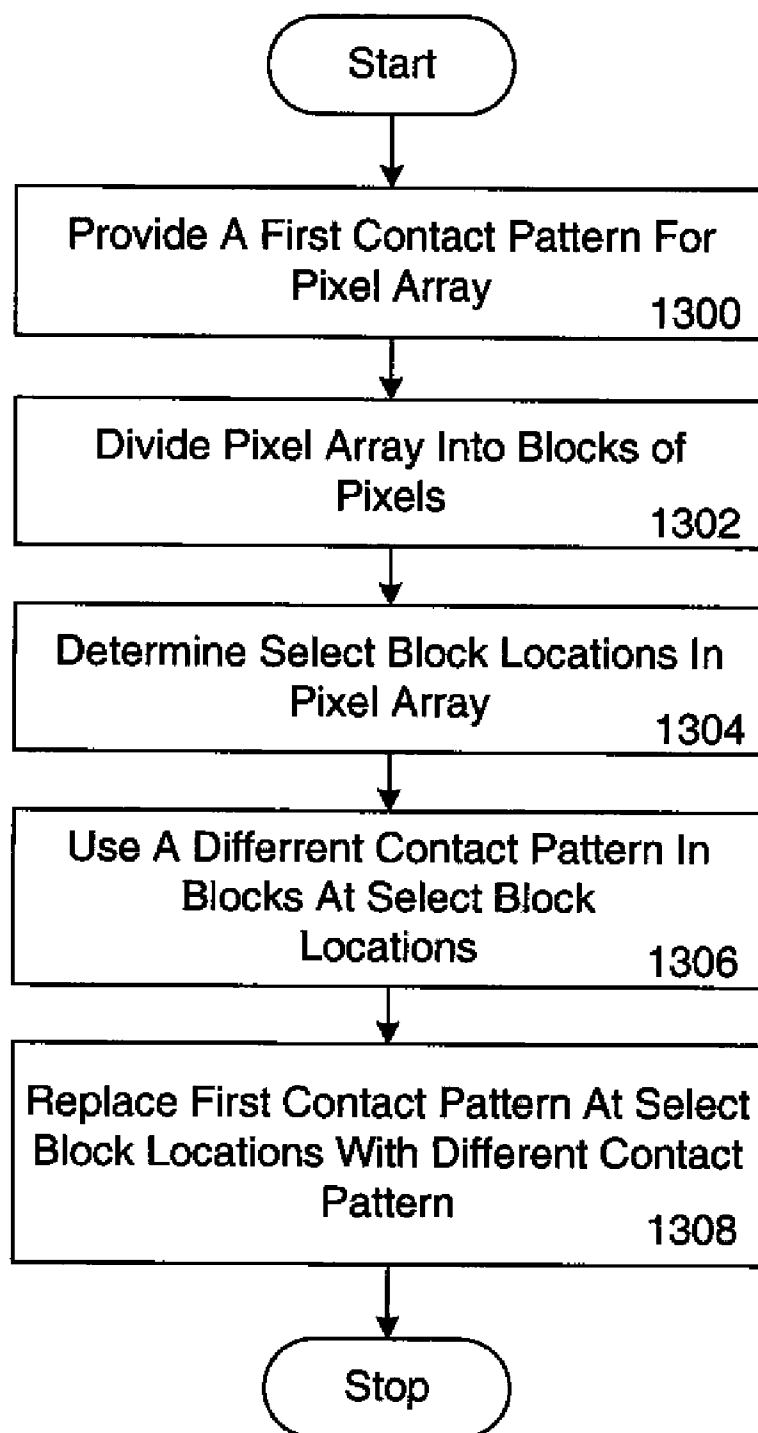 Start
Provide A First Contact Pattern For
Pixel Array
1300
Divide Pixel Array Into Blocks of
Pixels
1302
Determine Select Block Locations In
Pixel Array
1304
Use A Differrent Contact Pattern In
Blocks At Select Block
Locations
1306
Replace First Contact Pattern At Select
Block Locations With Different Contact
Pattern
1308
Stop